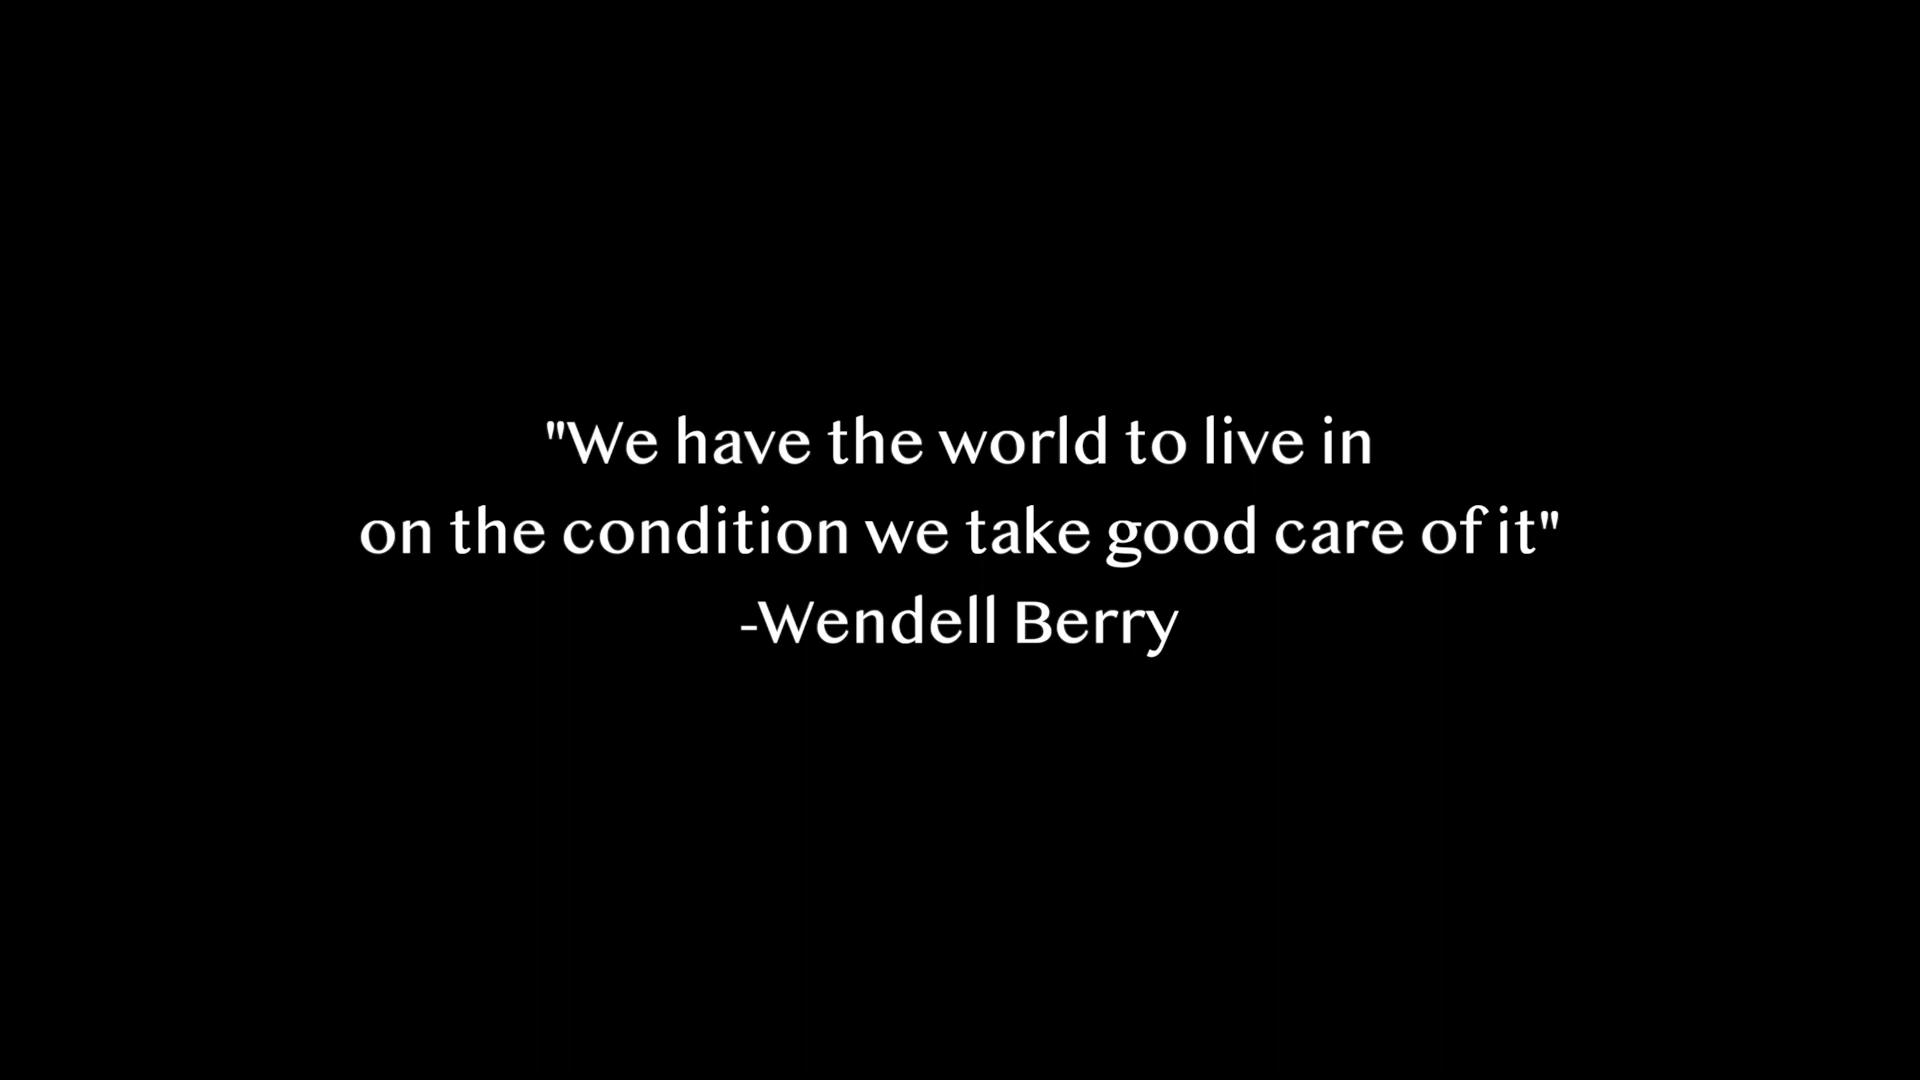 "We have the world to live in
on the condition we take good care of it"
-Wendell Berry